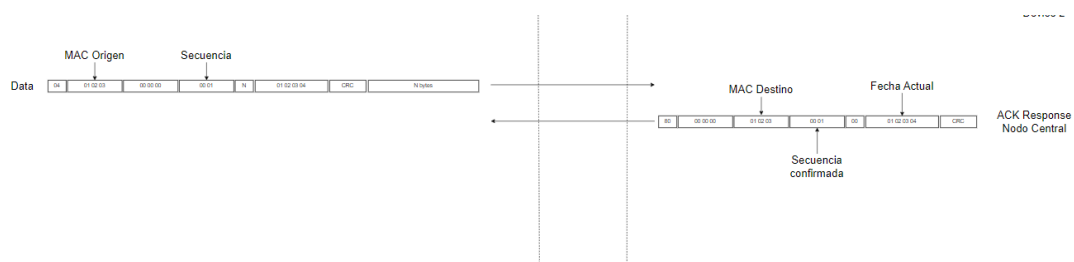 MAC Origen
Secuencia
Data
04 01 02 03 00 00 00 00 01 N 01 02 03 04 CRC N bytes
MAC Destino
Fecha Actual
80 00 00 00 01 02 03 00 01 00 01 02 03 04 CRC
ACK Response
Nodo Central
Secuencia
confirmada